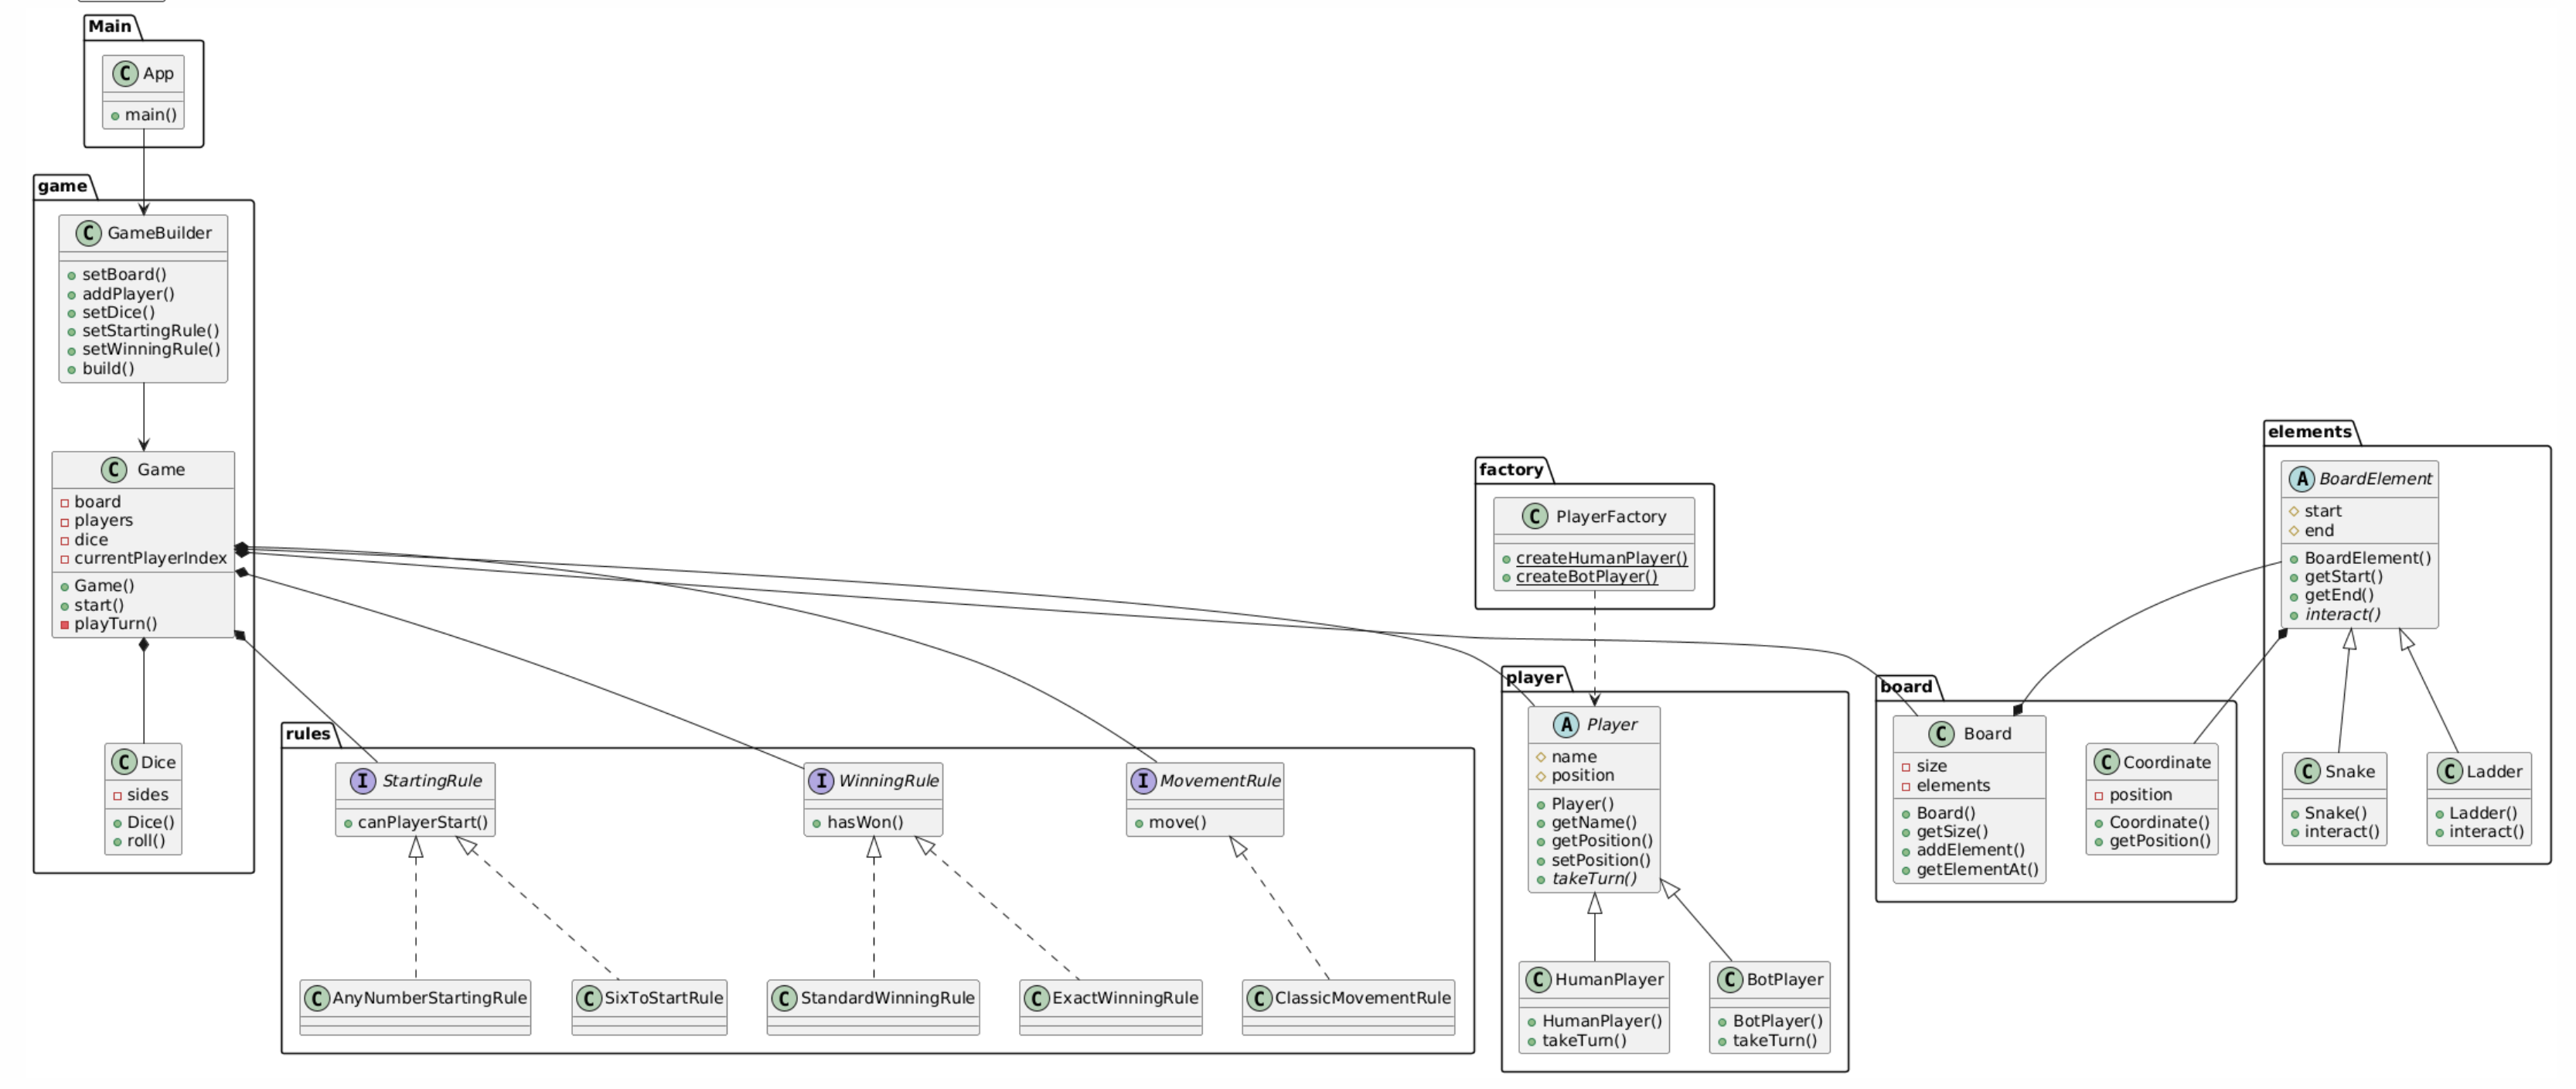 Main
C App
main()
game
C GameBuilder
setBoard()
addPlayer()
setDice()
setStartingRule()
setWinningRule()
build()
C Game
board
players
dice
currentPlayerIndex
Game()
start()
playTurn()
C Dice
sides
Dice()
roll()
rules
I StartingRule
canPlayerStart()
I WinningRule
hasWon()
I MovementRule
move()
C AnyNumberStartingRule
C SixToStartRule
C StandardWinningRule
C ExactWinningRule
C ClassicMovementRule
factory
C PlayerFactory
createHumanPlayer()
createBotPlayer()
player
A Player
name
position
Player()
getName()
getPosition()
setPosition()
takeTurn()
C HumanPlayer
HumanPlayer()
takeTurn()
C BotPlayer
BotPlayer()
takeTurn()
board
C Board
size
elements
Board()
getSize()
addElement()
getElementAt()
C Coordinate
position
Coordinate()
getPosition()
elements
A BoardElement
start
end
BoardElement()
getStart()
getEnd()
interact()
C Snake
Snake()
interact()
C Ladder
Ladder()
interact()